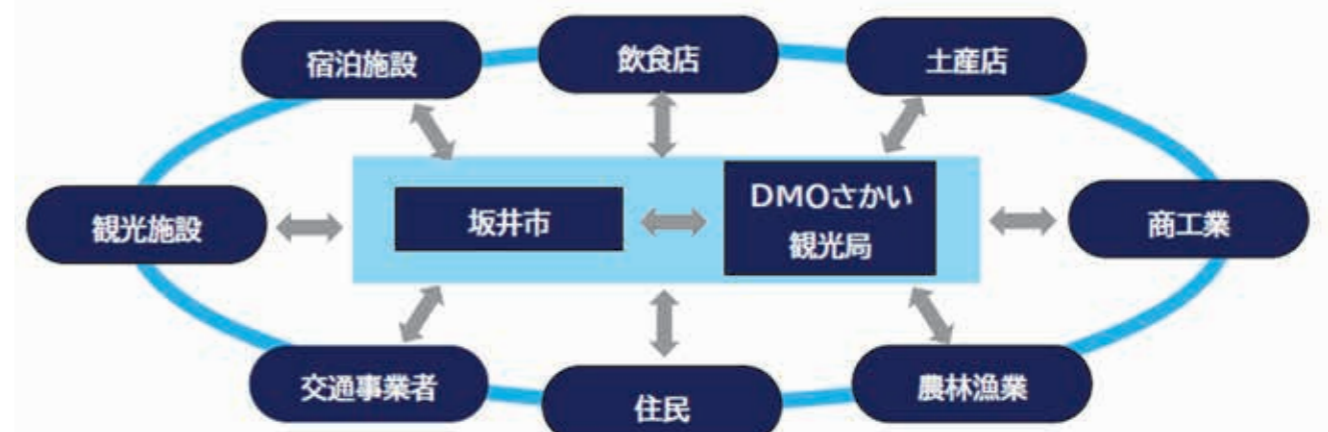 宿泊施設
飲食店
土産店
観光施設
坂井市
DMOさかい
観光局
商工業
交通事業者
住民
農林漁業